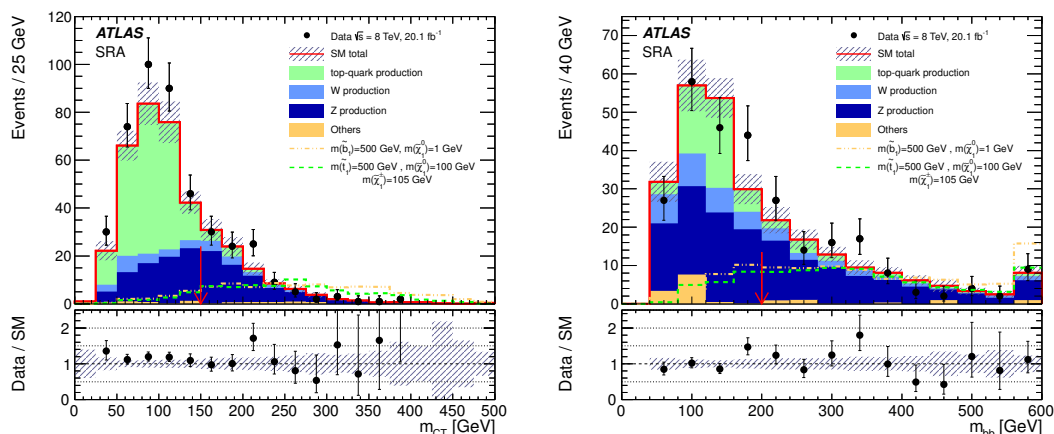 ATLAS
SRA
Data √s = 8 TeV, 20.1 fb⁻¹
SM total
top-quark production
W production
Z production
Others
m(b̃₁)=500 GeV, m(χ̃⁰₁)=1 GeV
m(t̃₁)=500 GeV , m(χ̃⁰₁)=100 GeV
m(χ̃⁺₁)=105 GeV
Events / 25 GeV
120
100
80
60
40
20
0
Data / SM
2
1
0
0 50 100 150 200 250 300 350 400 450 500
m_CT [GeV]
ATLAS
SRA
Data √s = 8 TeV, 20.1 fb⁻¹
SM total
top-quark production
W production
Z production
Others
m(b̃₁)=500 GeV, m(χ̃⁰₁)=1 GeV
m(t̃₁)=500 GeV , m(χ̃⁰₁)=100 GeV
m(χ̃⁺₁)=105 GeV
Events / 40 GeV
70
60
50
40
30
20
10
0
Data / SM
2
1
0
100 200 300 400 500 600
m_bb [GeV]